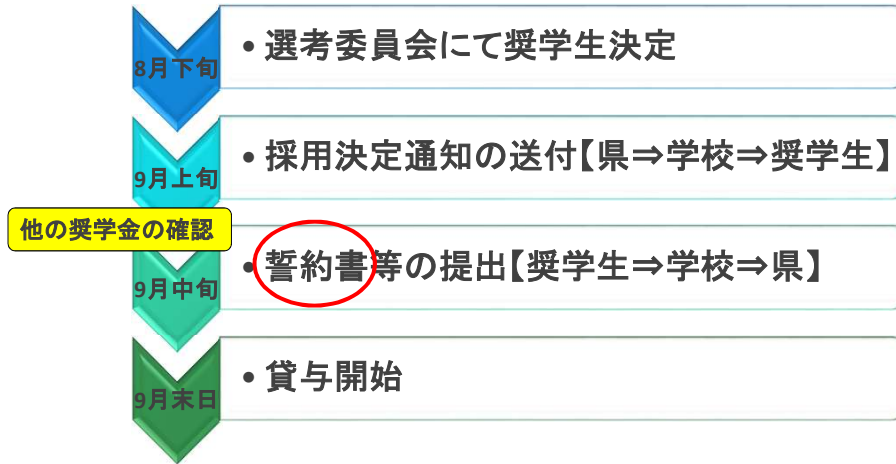 8月下旬
• 選考委員会にて奨学生決定
9月上旬
• 採用決定通知の送付【県⇒学校⇒奨学生】
他の奨学金の確認
9月中旬
• 誓約書等の提出【奨学生⇒学校⇒県】
9月末日
• 貸与開始